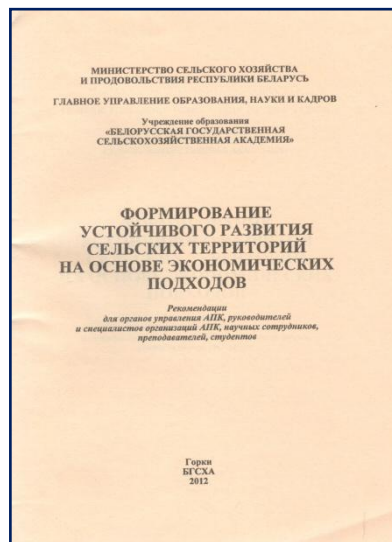 МИНИСТЕРСТВО СЕЛЬСКОГО ХОЗЯЙСТВА
И ПРОДОВОЛЬСТВИЯ РЕСПУБЛИКИ БЕЛАРУСЬ
ГЛАВНОЕ УПРАВЛЕНИЕ ОБРАЗОВАНИЯ, НАУКИ И КАДРОВ
Учреждение образования
«БЕЛОРУССКАЯ ГОСУДАРСТВЕННАЯ
СЕЛЬСКОХОЗЯЙСТВЕННАЯ АКАДЕМИЯ»
ФОРМИРОВАНИЕ
УСТОЙЧИВОГО РАЗВИТИЯ
СЕЛЬСКИХ ТЕРРИТОРИЙ
НА ОСНОВЕ ЭКОНОМИЧЕСКИХ
ПОДХОДОВ
Рекомендации
для органов управления АПК, руководителей
и специалистов организаций АПК, научных сотрудников,
преподавателей, студентов
Горки
БГСХА
2012